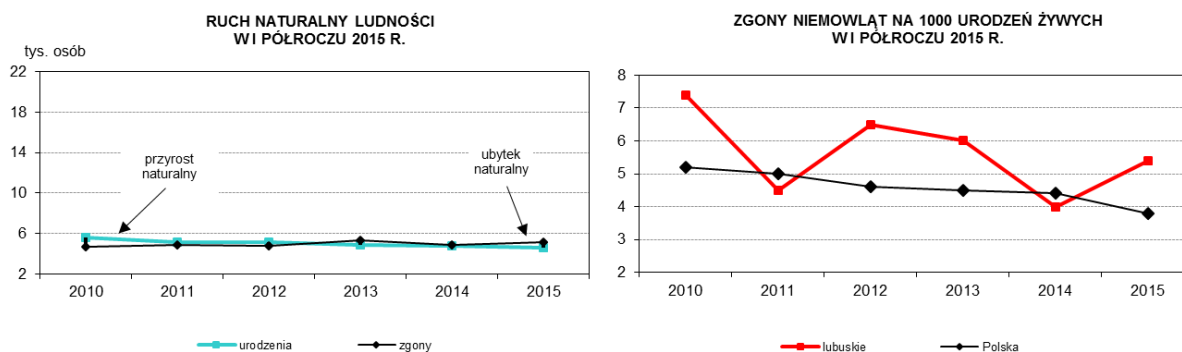 RUCH NATURALNY LUDNOŚCI
W I PÓŁROCZU 2015 R.
tys. osób
22
18
14
10
6
2
przyrost
naturalny
ubytek
naturalny
2010 2011 2012 2013 2014 2015
urodzenia zgony
ZGONY NIEMOWLĄT NA 1000 URODZEŃ ŻYWYCH
W I PÓŁROCZU 2015 R.
8
7
6
5
4
3
2
2010 2011 2012 2013 2014 2015
lubuskie Polska